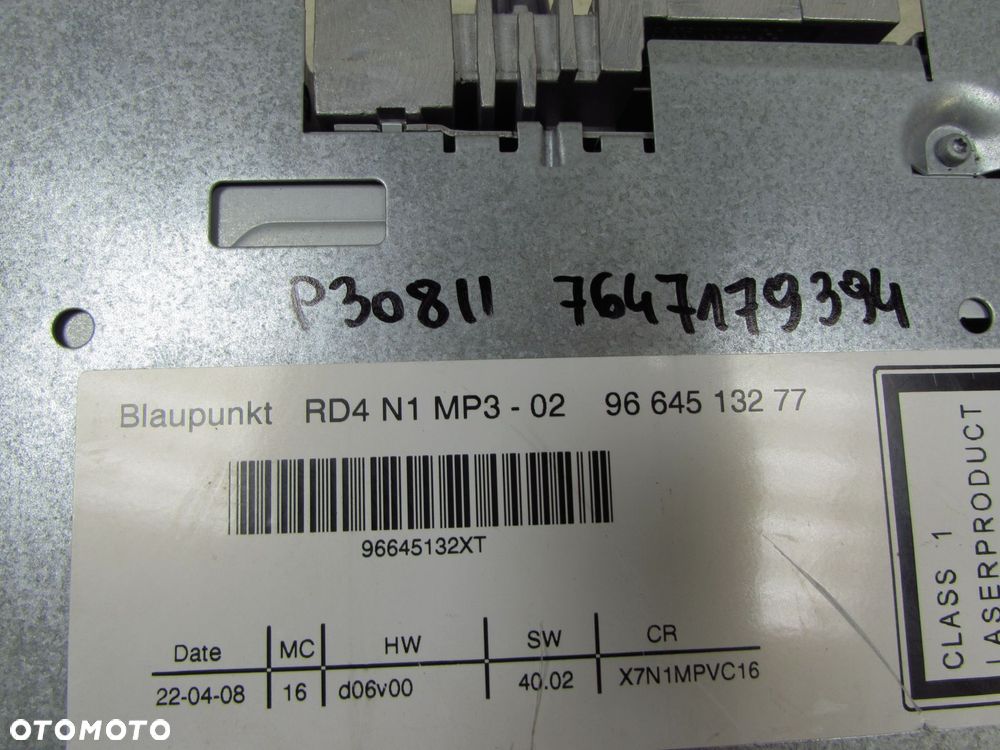 P30811 7647179394
Blaupunkt RD4 N1 MP3 - 02 96 645 132 77
96645132XT
Date MC HW SW CR
22-04-08 16 d06v00 40.02 X7N1MPVC16
CLASS 1
LASERPRODUCT
OTOMOTO